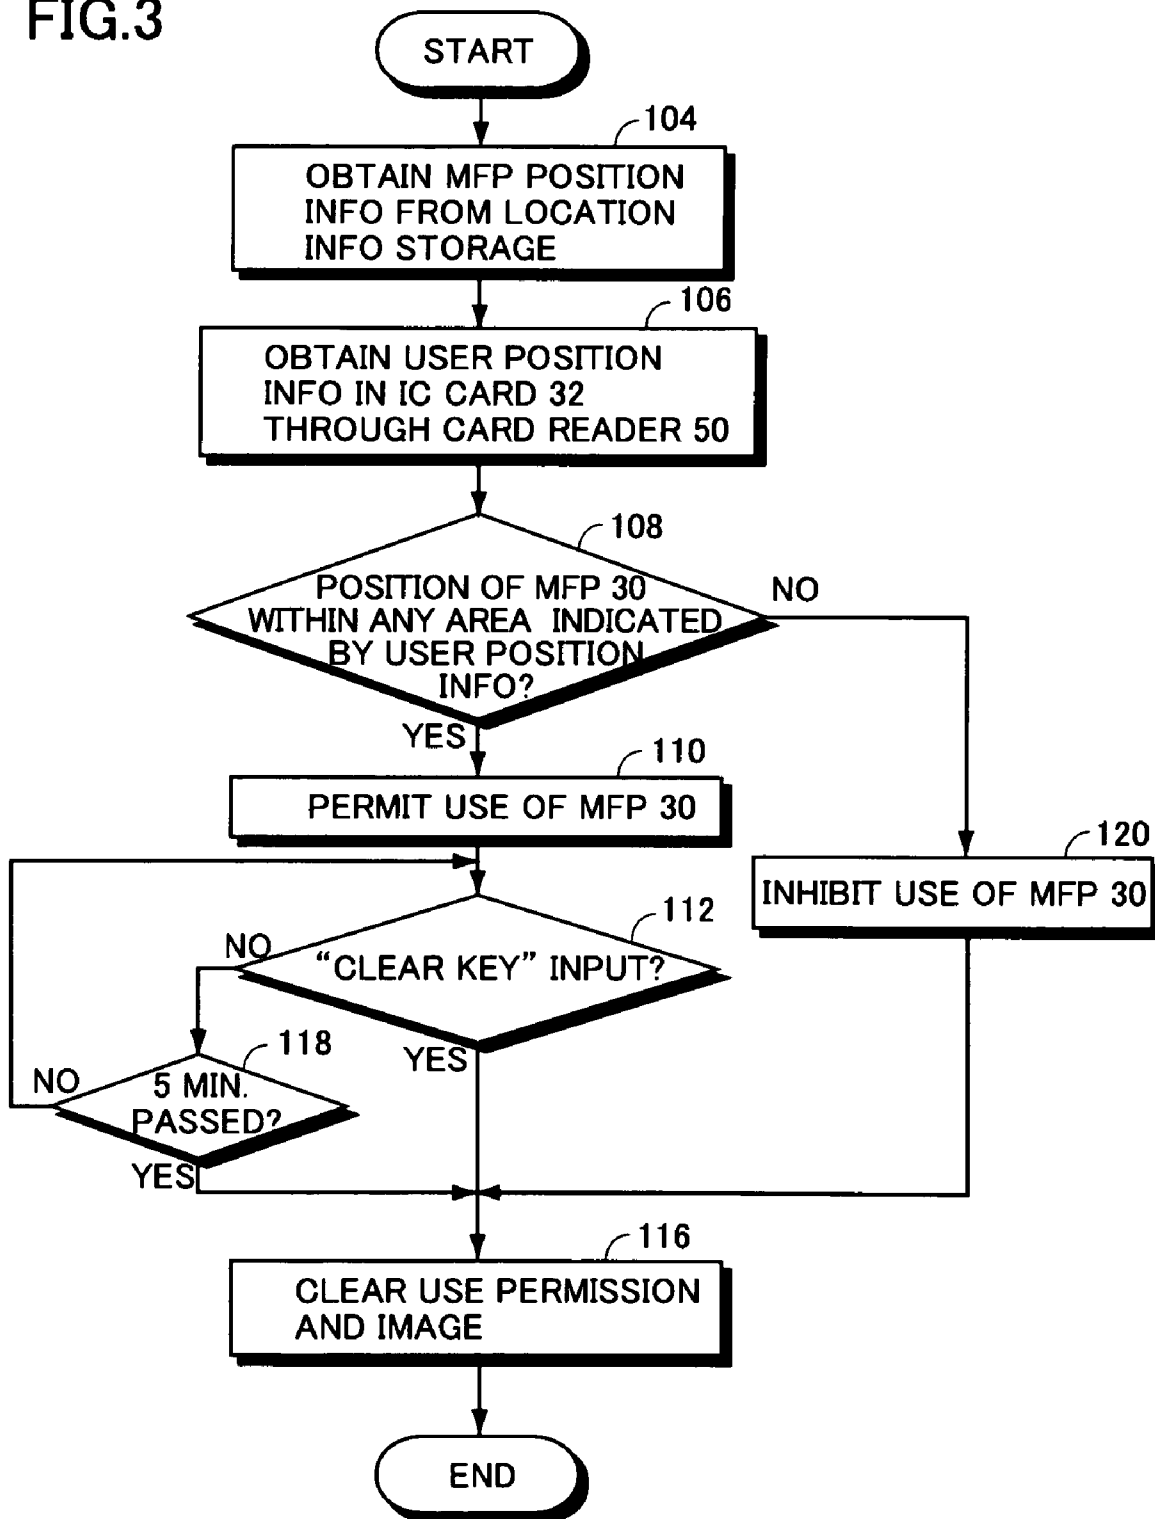 FIG.3
START
104
OBTAIN MFP POSITION
INFO FROM LOCATION
INFO STORAGE
106
OBTAIN USER POSITION
INFO IN IC CARD 32
THROUGH CARD READER 50
108
POSITION OF MFP 30
WITHIN ANY AREA INDICATED
BY USER POSITION
INFO?
NO
YES
110
PERMIT USE OF MFP 30
120
INHIBIT USE OF MFP 30
112
“CLEAR KEY” INPUT?
NO
YES
118
5 MIN.
PASSED?
NO
YES
116
CLEAR USE PERMISSION
AND IMAGE
END